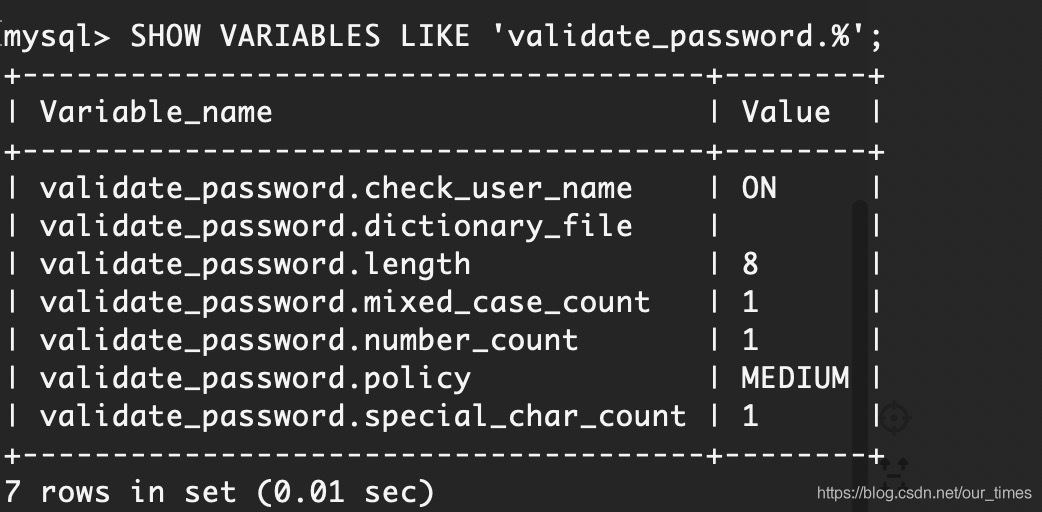 mysql> SHOW VARIABLES LIKE 'validate_password.%';
+--------------------------------------+--------+
| Variable_name | Value |
+--------------------------------------+--------+
| validate_password.check_user_name | ON |
| validate_password.dictionary_file | |
| validate_password.length | 8 |
| validate_password.mixed_case_count | 1 |
| validate_password.number_count | 1 |
| validate_password.policy | MEDIUM |
| validate_password.special_char_count | 1 |
+--------------------------------------+--------+
7 rows in set (0.01 sec)
https://blog.csdn.net/our_times